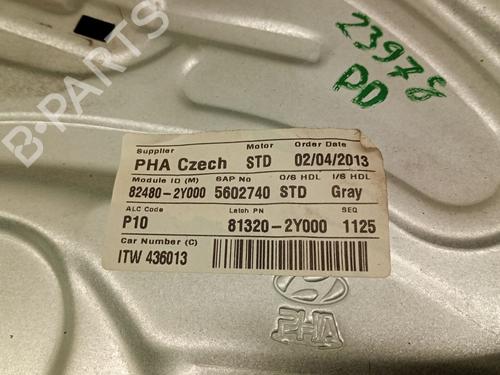 B-PARTS
23978
PD
Supplier Motor Order Date
PHA Czech STD 02/04/2013
Module ID (M) SAP No O/S HDL I/S HDL
82480-2Y000 5602740 STD Gray
ALC Code Latch PN SEQ
P10 81320-2Y000 1125
Car Number (C)
ITW 436013
PHA